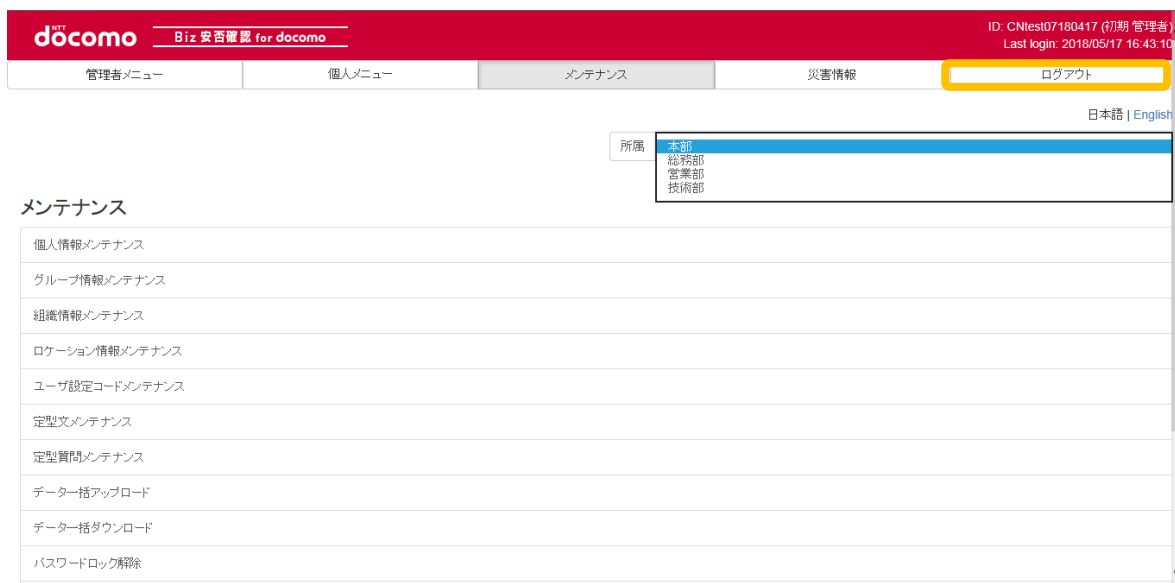 NTT
döcomo Biz 安否確認 for docomo
ID: CNtest07180417 (初期 管理者)
Last login: 2018/05/17 16:43:10
管理者メニュー 個人メニュー メンテナンス 災害情報 ログアウト
日本語 | English
所属 本部
総務部
営業部
技術部
メンテナンス
個人情報メンテナンス
グループ情報メンテナンス
組織情報メンテナンス
ロケーション情報メンテナンス
ユーザ設定コードメンテナンス
定型文メンテナンス
定型質問メンテナンス
データ一括アップロード
データ一括ダウンロード
パスワードロック解除